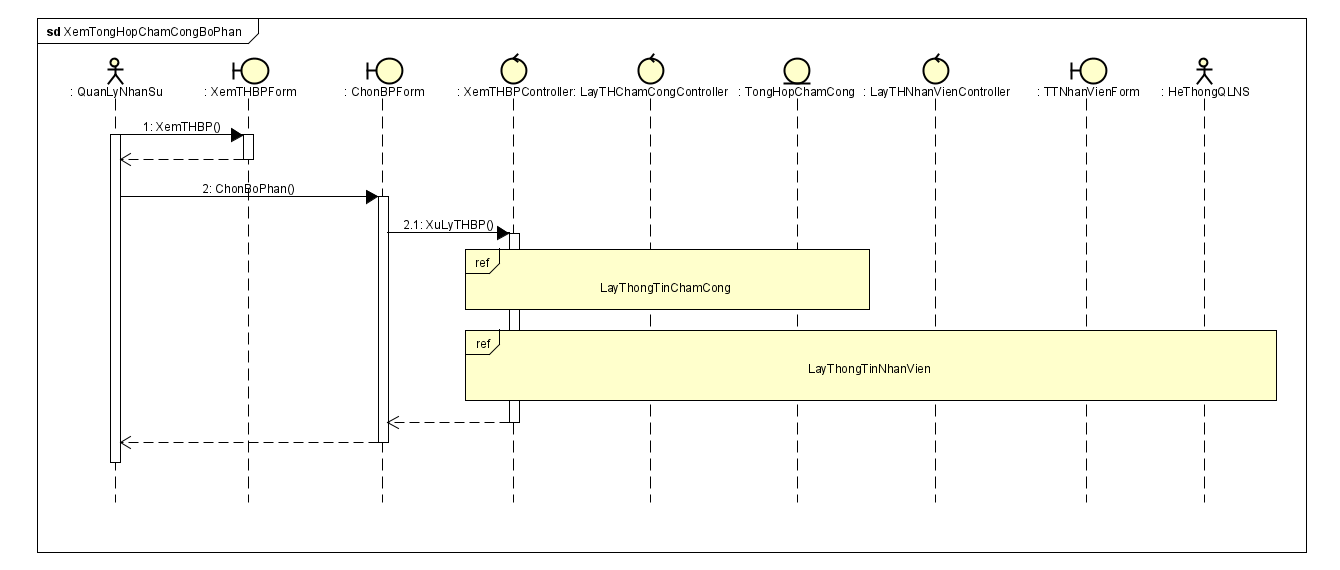 sd XemTongHopChamCongBoPhan
: QuanLyNhanSu
: XemTHBPForm
: ChonBPForm
: XemTHBPController
: LayTHChamCongController
: TongHopChamCong
: LayTHNhanVienController
: TTNhanVienForm
: HeThongQLNS
1: XemTHBP()
2: ChonBoPhan()
2.1: XuLyTHBP()
ref
LayThongTinChamCong
ref
LayThongTinNhanVien